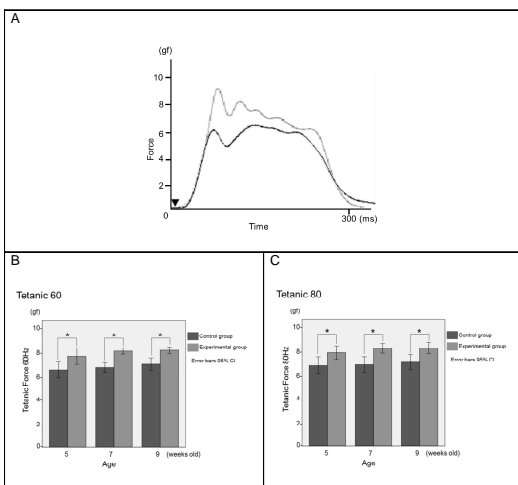 A
(gf)
10
8
6
4
2
Force
0
300 (ms)
Time
B
Tetanic 60
(gf)
10
8
6
4
2
0
Tetanic Force 60Hz
* * *
Control group
Experimental group
Error bars 95% CI
5 7 9 (weeks old)
Age
C
Tetanic 80
(gf)
10
8
6
4
2
0
Tetanic Force 80Hz
* * *
Control group
Experimental group
Error bars 95% CI
5 7 9 (weeks old)
Age